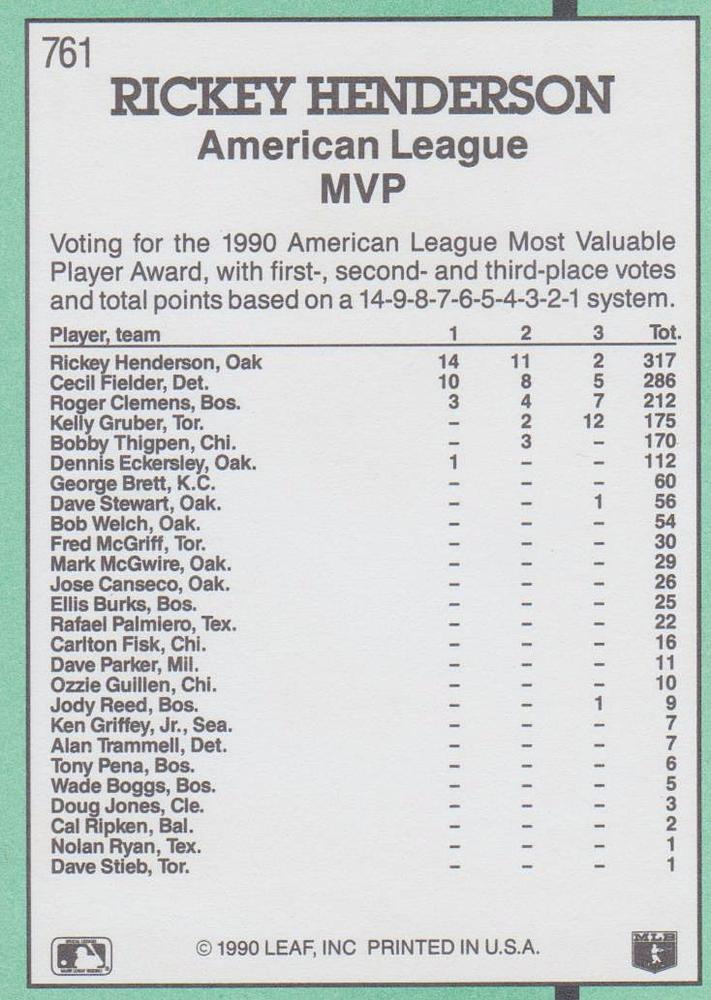 761
RICKEY HENDERSON
American League
MVP
Voting for the 1990 American League Most Valuable
Player Award, with first-, second- and third-place votes
and total points based on a 14-9-8-7-6-5-4-3-2-1 system.
Player, team 1 2 3 Tot.
Rickey Henderson, Oak 14 11 2 317
Cecil Fielder, Det. 10 8 5 286
Roger Clemens, Bos. 3 4 7 212
Kelly Gruber, Tor. – 2 12 175
Bobby Thigpen, Chi. – 3 – 170
Dennis Eckersley, Oak. 1 – – 112
George Brett, K.C. – – – 60
Dave Stewart, Oak. – – 1 56
Bob Welch, Oak. – – – 54
Fred McGriff, Tor. – – – 30
Mark McGwire, Oak. – – – 29
Jose Canseco, Oak. – – – 26
Ellis Burks, Bos. – – – 25
Rafael Palmiero, Tex. – – – 22
Carlton Fisk, Chi. – – – 16
Dave Parker, Mil. – – – 11
Ozzie Guillen, Chi. – – – 10
Jody Reed, Bos. – – 1 9
Ken Griffey, Jr., Sea. – – – 7
Alan Trammell, Det. – – – 7
Tony Pena, Bos. – – – 6
Wade Boggs, Bos. – – – 5
Doug Jones, Cle. – – – 3
Cal Ripken, Bal. – – – 2
Nolan Ryan, Tex. – – – 1
Dave Stieb, Tor. – – – 1
© 1990 LEAF, INC PRINTED IN U.S.A.
MLB